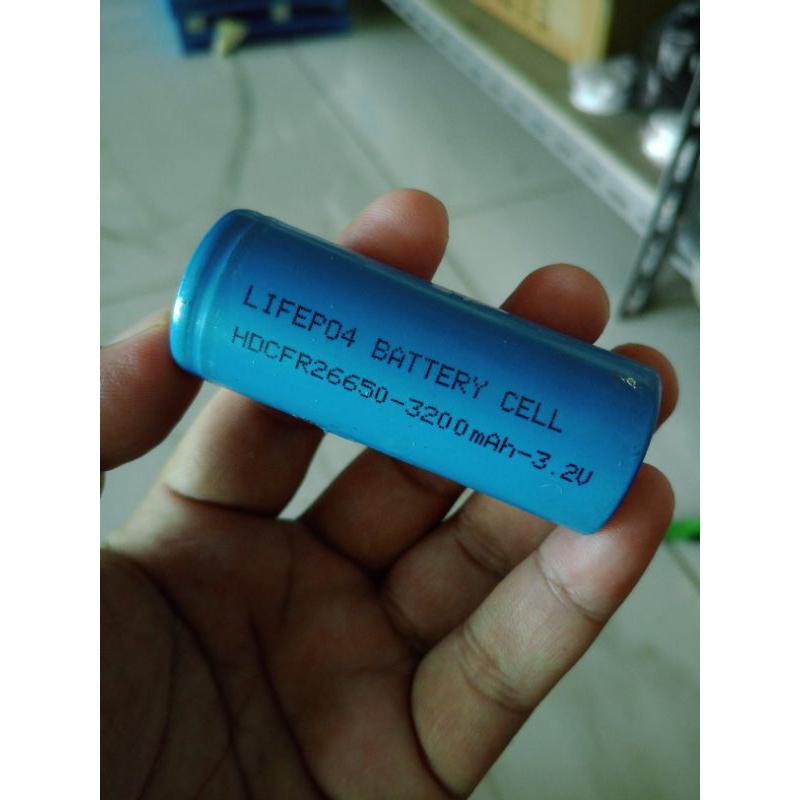 LIFEPO4 BATTERY CELL
HDCFR26650-3200mAh-3.2V